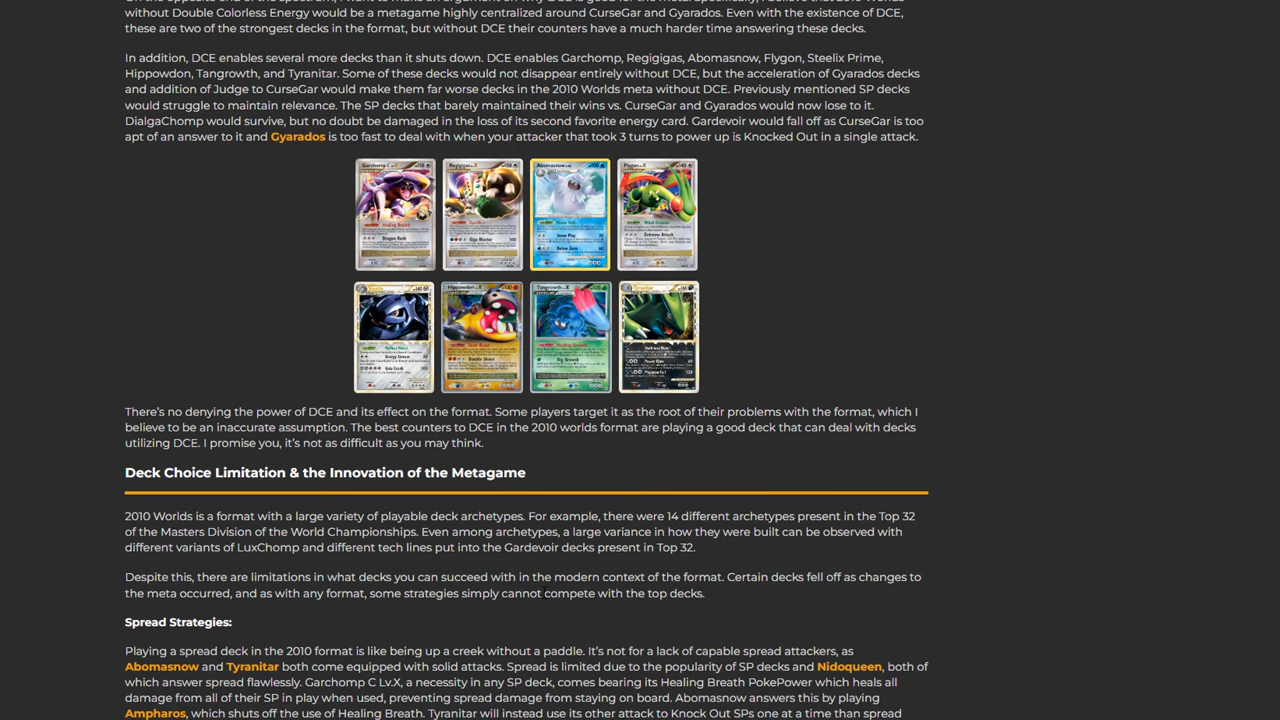 without Double Colorless Energy would be a metagame highly centralized around CurseGar and Gyarados. Even with the existence of DCE,
these are two of the strongest decks in the format, but without DCE their counters have a much harder time answering these decks.
In addition, DCE enables several more decks than it shuts down. DCE enables Garchomp, Regigigas, Abomasnow, Flygon, Steelix Prime,
Hippowdon, Tangrowth, and Tyranitar. Some of these decks would not disappear entirely without DCE, but the acceleration of Gyarados decks
and addition of Judge to CurseGar would make them far worse decks in the 2010 Worlds meta without DCE. Previously mentioned SP decks
would struggle to maintain relevance. The SP decks that barely maintained their wins vs. CurseGar and Gyarados would now lose to it.
DialgaChomp would survive, but no doubt be damaged in the loss of its second favorite energy card. Gardevoir would fall off as CurseGar is too
apt of an answer to it and Gyarados is too fast to deal with when your attacker that took 3 turns to power up is Knocked Out in a single attack.
Garchomp C Regigigas Abomasnow Flygon
Hippowdon Tangrowth Tyranitar
There's no denying the power of DCE and its effect on the format. Some players target it as the root of their problems with the format, which I
believe to be an inaccurate assumption. The best counters to DCE in the 2010 worlds format are playing a good deck that can deal with decks
utilizing DCE. I promise you, it's not as difficult as you may think.
Deck Choice Limitation & the Innovation of the Metagame
2010 Worlds is a format with a large variety of playable deck archetypes. For example, there were 14 different archetypes present in the Top 32
of the Masters Division of the World Championships. Even among archetypes, a large variance in how they were built can be observed with
different variants of LuxChomp and different tech lines put into the Gardevoir decks present in Top 32.
Despite this, there are limitations in what decks you can succeed with in the modern context of the format. Certain decks fell off as changes to
the meta occurred, and as with any format, some strategies simply cannot compete with the top decks.
Spread Strategies:
Playing a spread deck in the 2010 format is like being up a creek without a paddle. It's not for a lack of capable spread attackers, as
Abomasnow and Tyranitar both come equipped with solid attacks. Spread is limited due to the popularity of SP decks and Nidoqueen, both of
which answer spread flawlessly. Garchomp C Lv.X, a necessity in any SP deck, comes bearing its Healing Breath PokePower which heals all
damage from all of their SP in play when used, preventing spread damage from staying on board. Abomasnow answers this by playing
Ampharos, which shuts off the use of Healing Breath. Tyranitar will instead use its other attack to Knock Out SPs one at a time than spread